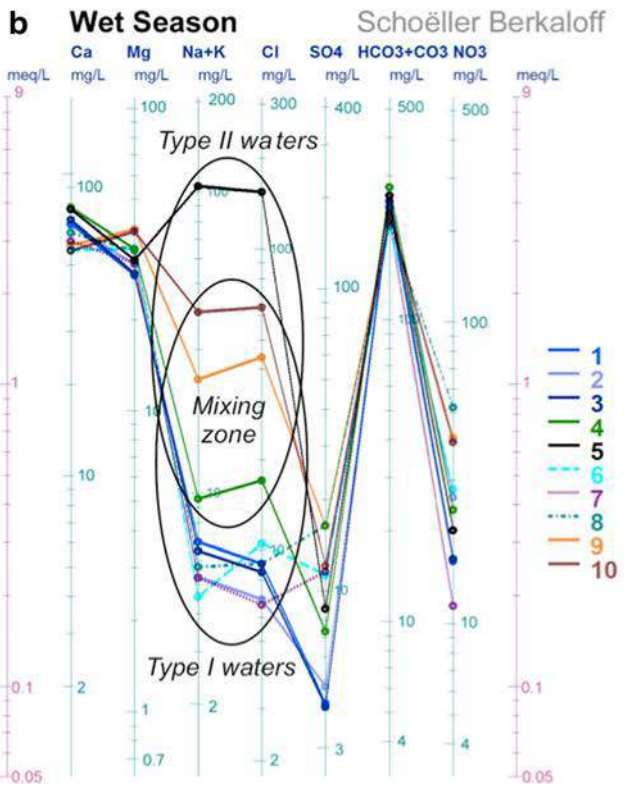 b Wet Season Schoëller Berkaloff
Ca Mg Na+K Cl SO4 HCO3+CO3 NO3
meq/L mg/L mg/L mg/L mg/L mg/L mg/L mg/L meq/L
9 100 200 300 400 500 500 9
Type II waters
100 100
100
100 100
100
1 1
10 Mixing
zone
10
10
10
10
10 10
Type I waters
0.1 2 0.1
1 2
3 4 4
0.7 2
0.05 0.05
1
2
3
4
5
6
7
8
9
10